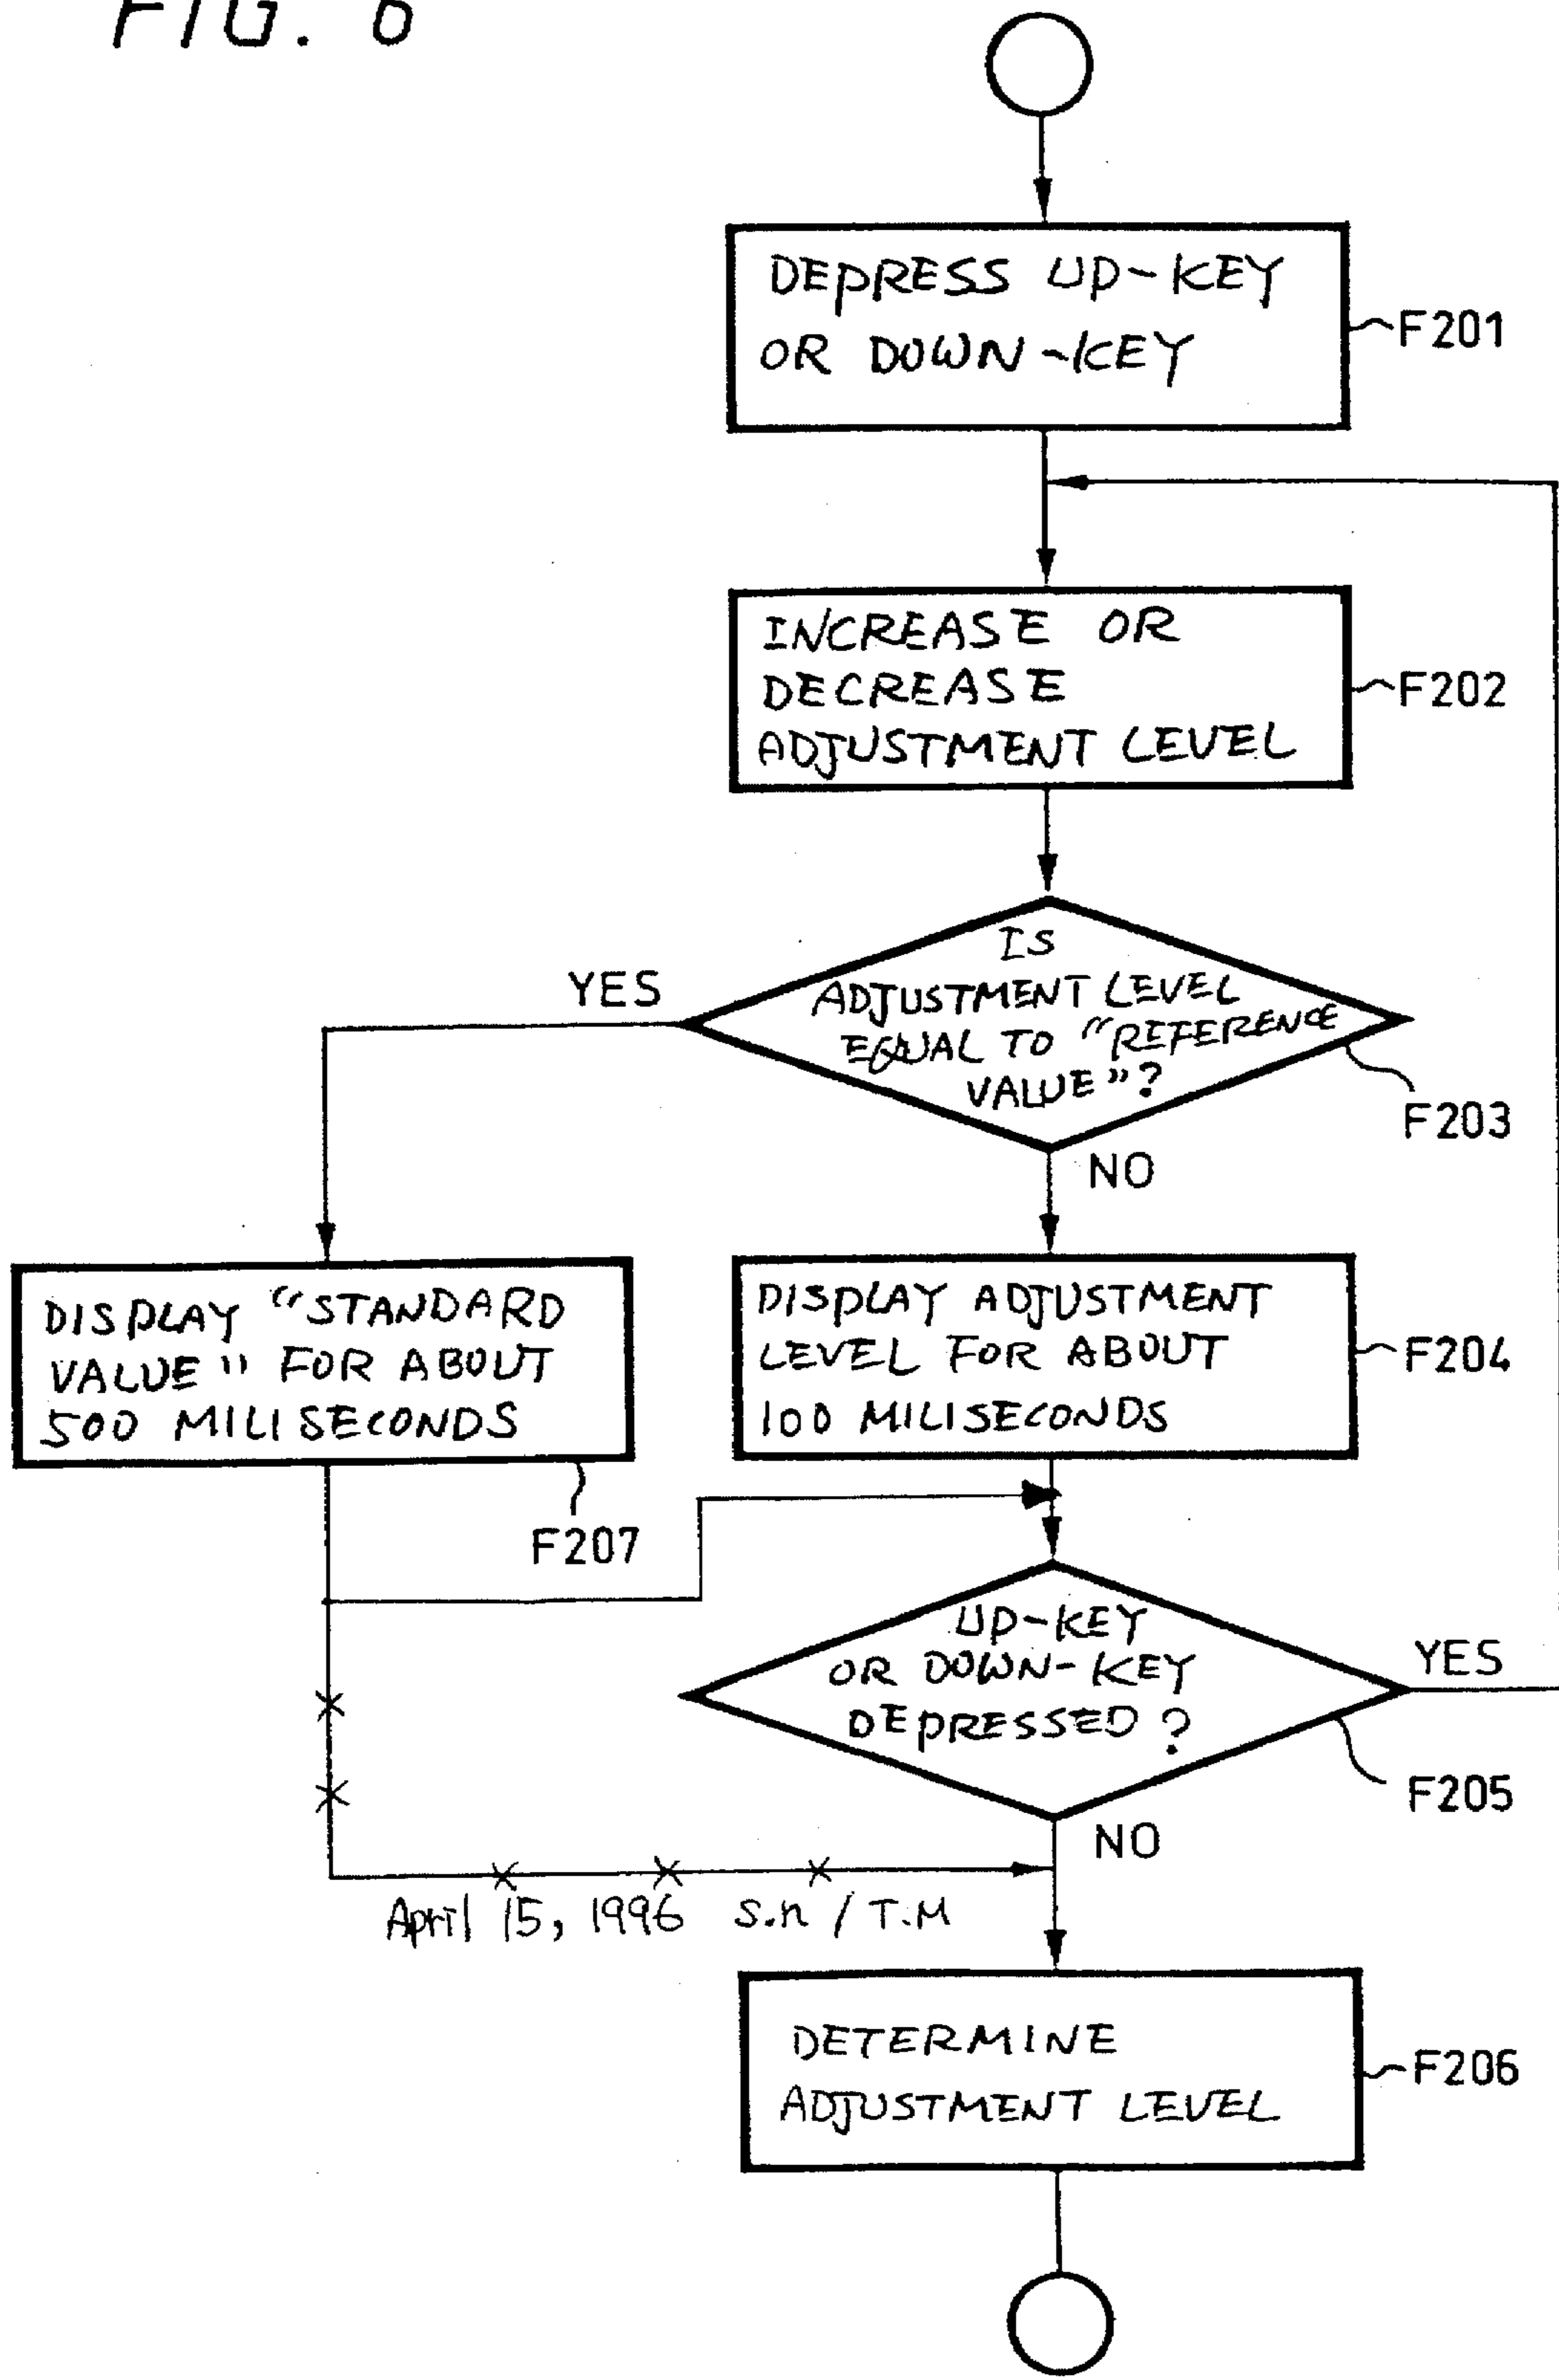 FIG. 6
DEPRESS UP-KEY
OR DOWN-KEY
F201
INCREASE OR
DECREASE
ADJUSTMENT LEVEL
F202
IS
ADJUSTMENT LEVEL
EQUAL TO "REFERENCE
VALUE"?
F203
YES
NO
DISPLAY "STANDARD
VALUE" FOR ABOUT
500 MILISECONDS
F207
DISPLAY ADJUSTMENT
LEVEL FOR ABOUT
100 MILISECONDS
F204
UP-KEY
OR DOWN-KEY
DEPRESSED?
YES
F205
NO
April 15, 1996 S.n / T.M
DETERMINE
ADJUSTMENT LEVEL
F206